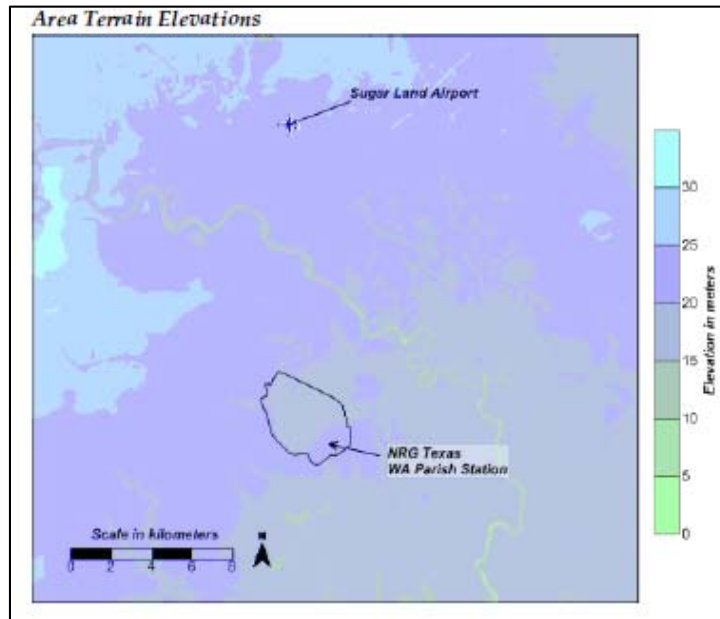 Area Terrain Elevations
Sugar Land Airport
30
25
20
15
10
5
0
Elevation in meters
NRG Texas
WA Parish Station
Scale in kilometers
0 2 4 6 8
N